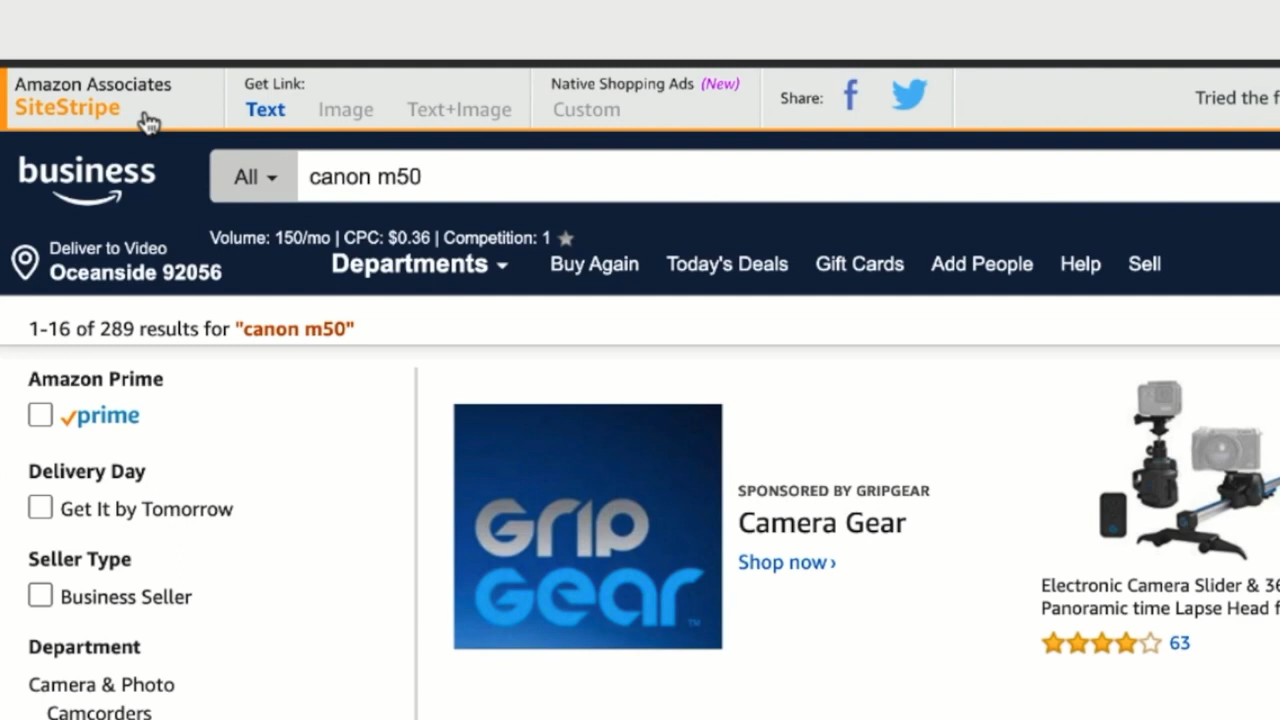 Amazon Associates
SiteStripe
Get Link:
Text Image Text+Image
Native Shopping Ads (New)
Custom
Share:
Tried the
business
All
canon m50
Deliver to Video
Oceanside 92056
Volume: 150/mo | CPC: $0.36 | Competition: 1
Departments
Buy Again Today's Deals Gift Cards Add People Help Sell
1-16 of 289 results for "canon m50"
Amazon Prime
prime
Delivery Day
Get It by Tomorrow
Seller Type
Business Seller
Department
Camera & Photo
Camcorders
GRIP
GEAR
TM
SPONSORED BY GRIPGEAR
Camera Gear
Shop now ›
Electronic Camera Slider &
Panoramic time Lapse Head
63